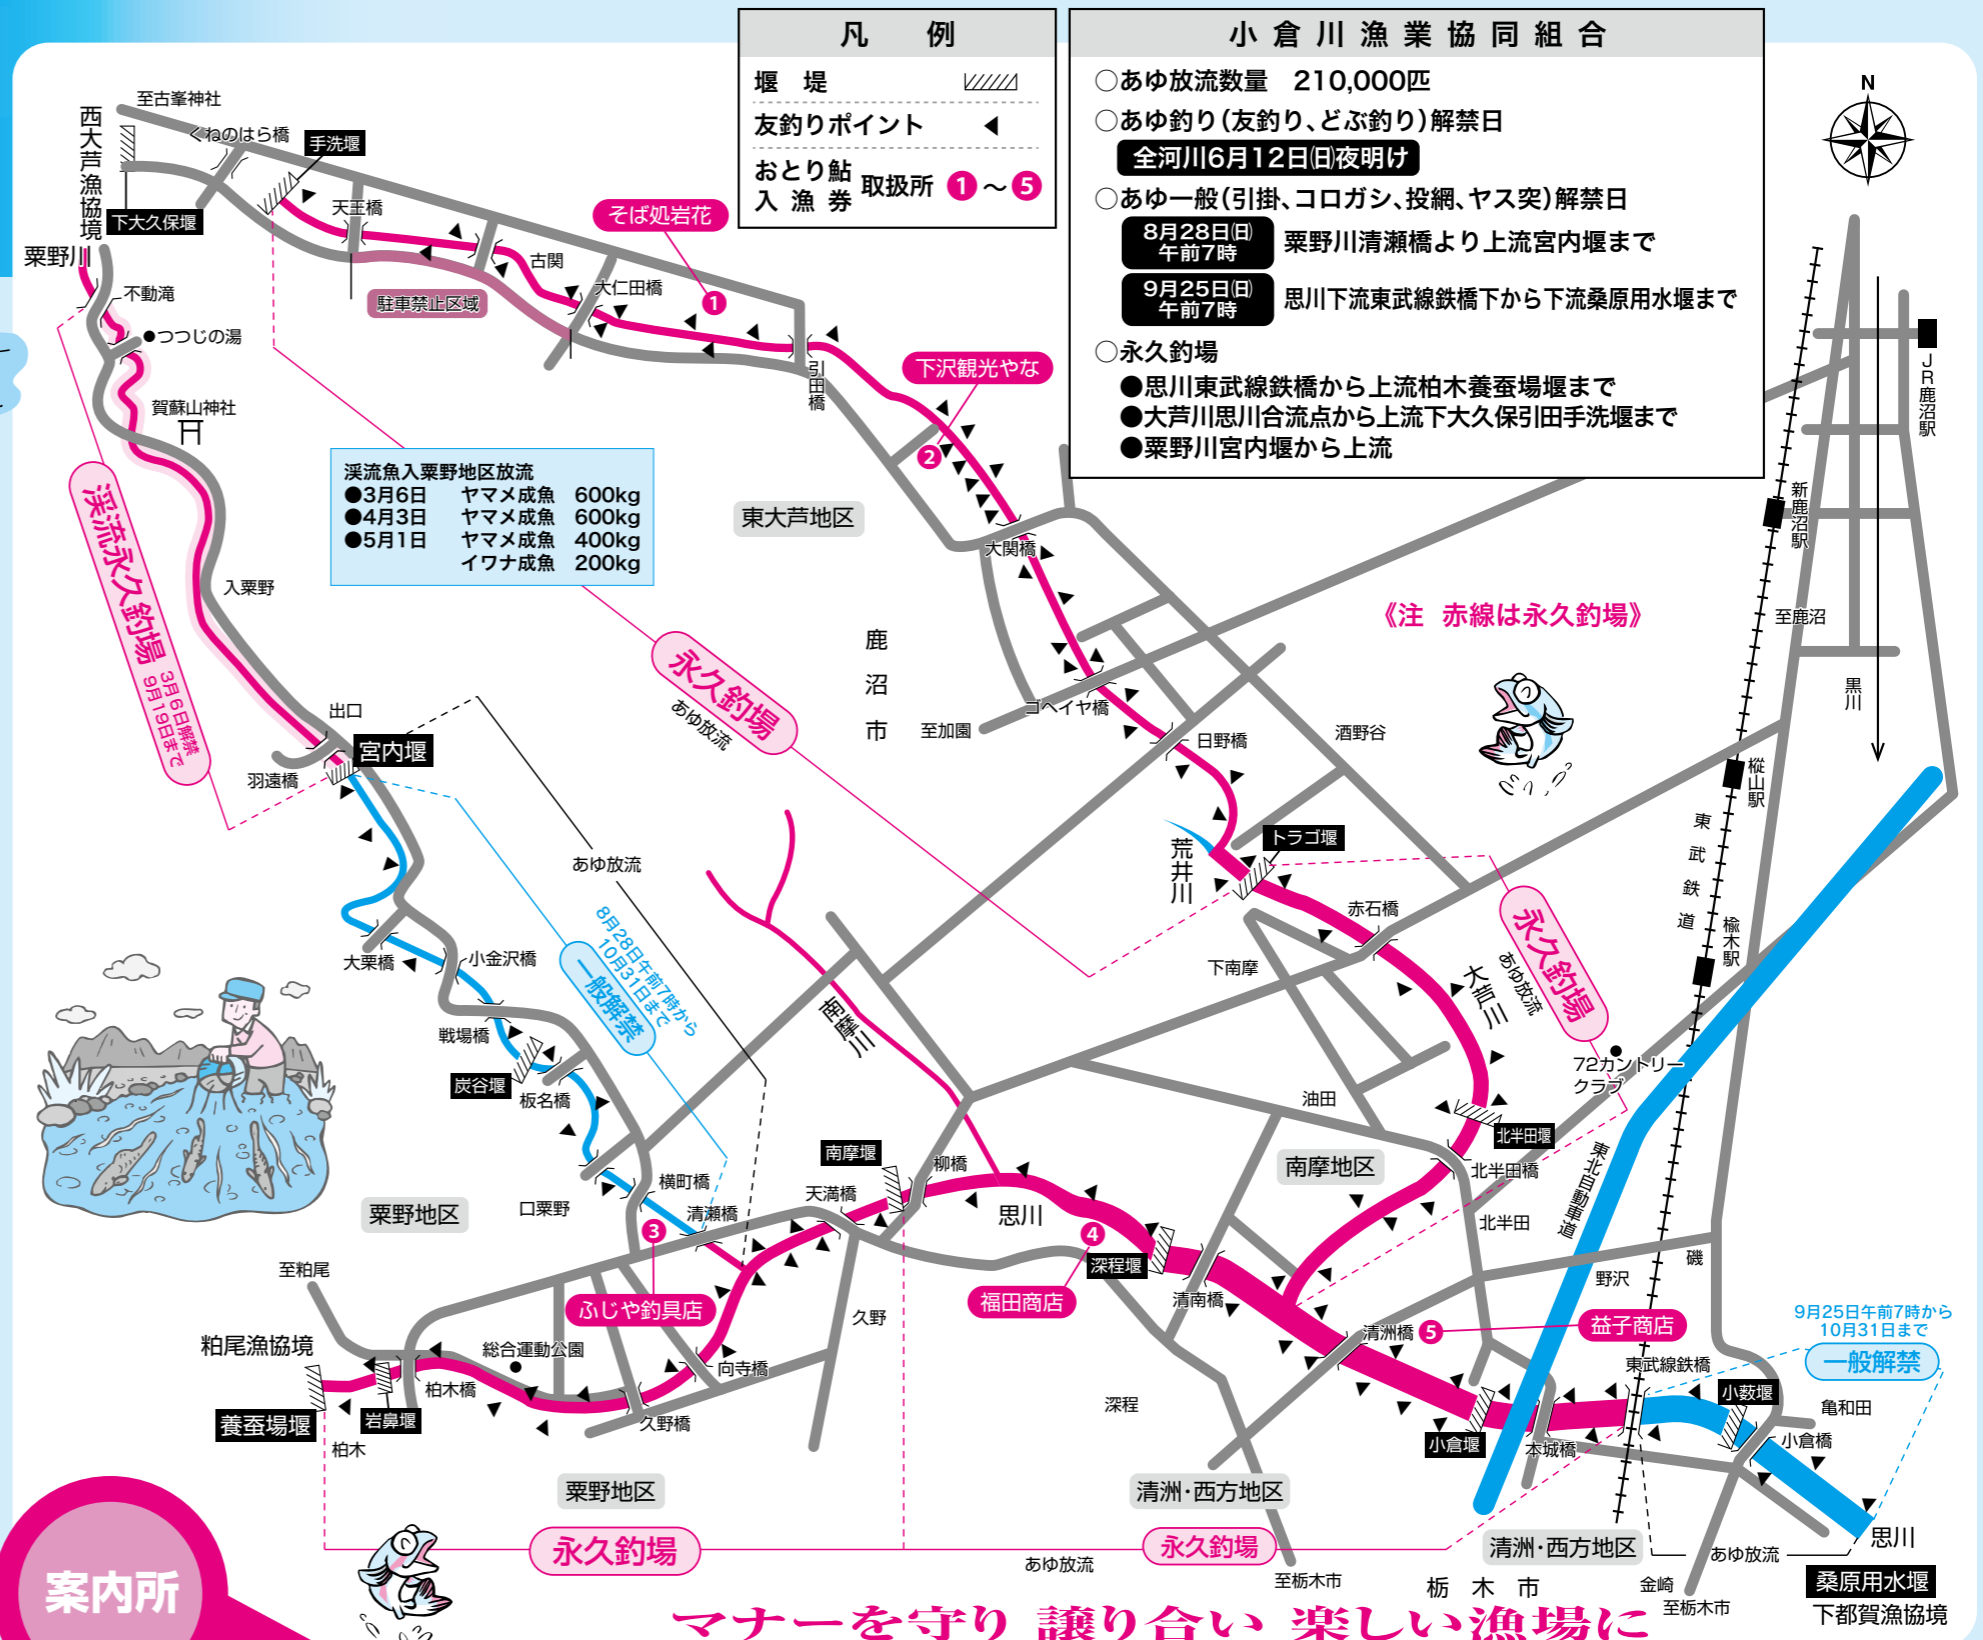 凡 例
堰 堤
友釣りポイント
おとり鮎
入 漁 券
取扱所 ❶～❺
小倉川漁業協同組合
○あゆ放流数量 210,000匹
○あゆ釣り（友釣り、どぶ釣り）解禁日
全河川6月12日㈰夜明け
○あゆ一般（引掛、コロガシ、投網、ヤス突）解禁日
8月28日㈰
午前7時
粟野川清瀬橋より上流宮内堰まで
9月25日㈰
午前7時
思川下流東武線鉄橋下から下流桑原用水堰まで
○永久釣場
●思川東武線鉄橋から上流柏木養蚕場堰まで
●大芦川思川合流点から上流下大久保引田手洗堰まで
●粟野川宮内堰から上流
N
至古峯神社
西大芦漁協境
くねのはら橋
手洗堰
下大久保堰
天王橋
古関
駐車禁止区域
大仁田橋
そば処岩花
❶
引田橋
下沢観光やな
❷
粟野川
不動滝
●つつじの湯
賀蘇山神社
渓流魚入粟野地区放流
●3月6日 ヤマメ成魚 600kg
●4月3日 ヤマメ成魚 600kg
●5月1日 ヤマメ成魚 400kg
イワナ成魚 200kg
東大芦地区
大関橋
JR鹿沼駅
新鹿沼駅
至鹿沼
黒川
《注 赤線は永久釣場》
渓流永久釣場
3月6日解禁
9月19日まで
入粟野
鹿沼市
永久釣場
あゆ放流
至加園
ゴヘイヤ橋
日野橋
酒野谷
樅山駅
東武鉄道
楡木駅
出口
宮内堰
羽遠橋
あゆ放流
荒井川
トラゴ堰
赤石橋
永久釣場
あゆ放流
大芦川
下南摩
72カントリー
クラブ
大栗橋
小金沢橋
8月28日午前7時から
10月31日まで
一般解禁
戦場橋
炭谷堰
板名橋
南摩川
油田
北半田堰
南摩地区
北半田橋
北半田
東北自動車道
粟野地区
口粟野
横町橋
清瀬橋
❸
南摩堰
柳橋
天満橋
思川
❹
深程堰
福田商店
清南橋
野沢
磯
至粕尾
粕尾漁協境
養蚕場堰
岩鼻堰
柏木
柏木橋
総合運動公園
ふじや釣具店
向寺橋
久野橋
久野
深程
清洲橋
❺
益子商店
9月25日午前7時から
10月31日まで
一般解禁
東武線鉄橋
小薮堰
亀和田
小倉橋
小倉堰
本城橋
粟野地区
清洲・西方地区
永久釣場
永久釣場
清洲・西方地区
あゆ放流
至栃木市
栃木市
あゆ放流
思川
桑原用水堰
下都賀漁協境
金崎
至栃木市
案内所
マナーを守り 譲り合い 楽しい漁場に